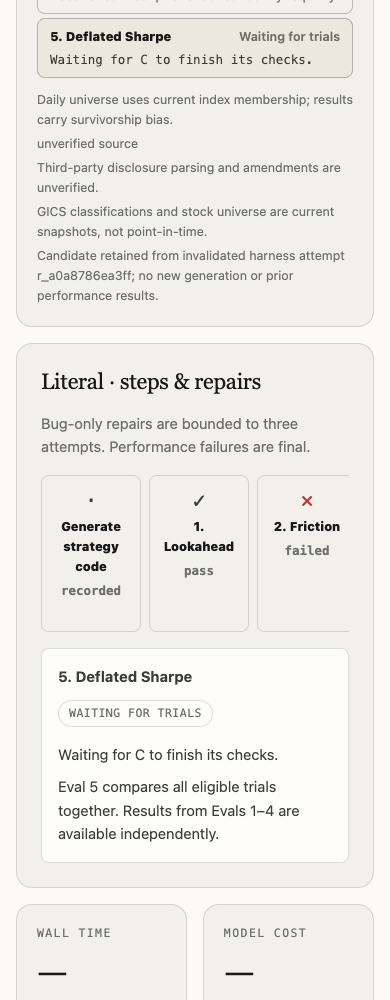 5. Deflated Sharpe Waiting for trials
Waiting for C to finish its checks.
Daily universe uses current index membership; results
carry survivorship bias.
unverified source
Third-party disclosure parsing and amendments are
unverified.
GICS classifications and stock universe are current
snapshots, not point-in-time.
Candidate retained from invalidated harness attempt
r_a0a8786ea3ff; no new generation or prior
performance results.
Literal · steps & repairs
Bug-only repairs are bounded to three
attempts. Performance failures are final.
·
Generate
strategy
code
recorded
✓
1.
Lookahead
pass
✕
2. Friction
failed
5. Deflated Sharpe
WAITING FOR TRIALS
Waiting for C to finish its checks.
Eval 5 compares all eligible trials
together. Results from Evals 1–4 are
available independently.
WALL TIME
—
MODEL COST
—